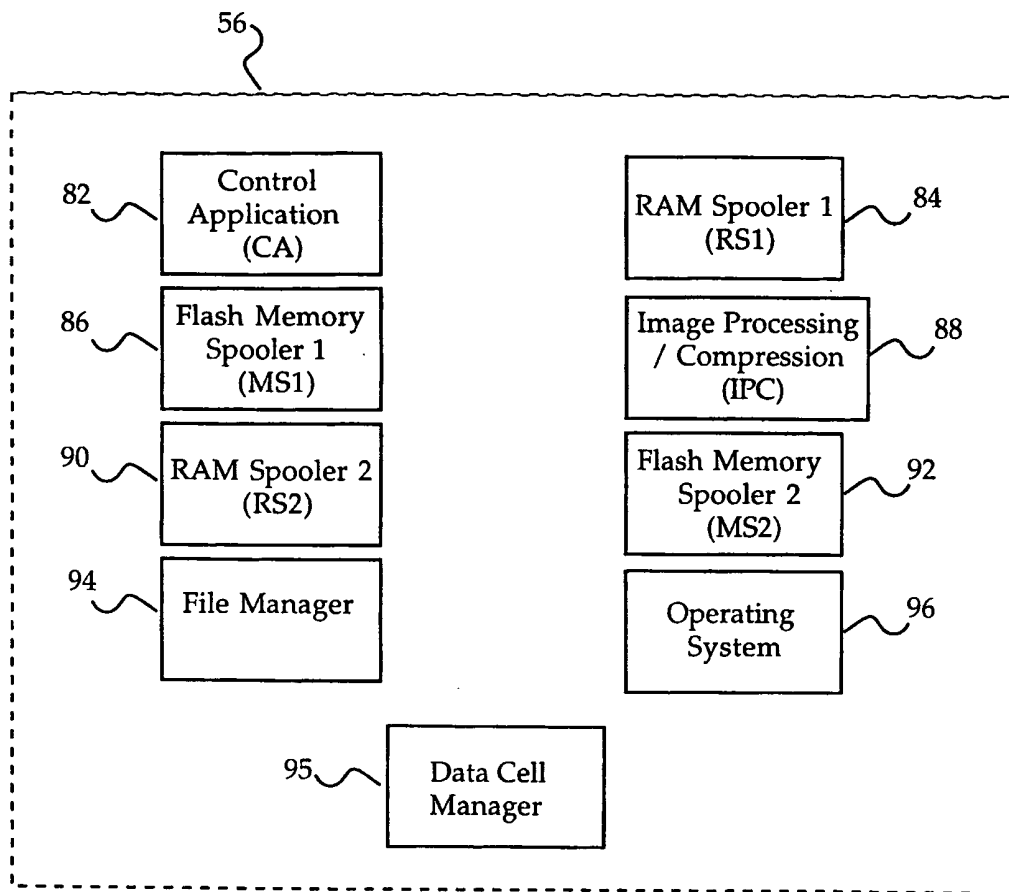 56
82
Control
Application
(CA)
RAM Spooler 1
(RS1)
84
86
Flash Memory
Spooler 1
(MS1)
Image Processing
/ Compression
(IPC)
88
90
RAM Spooler 2
(RS2)
Flash Memory
Spooler 2
(MS2)
92
94
File Manager
Operating
System
96
95
Data Cell
Manager